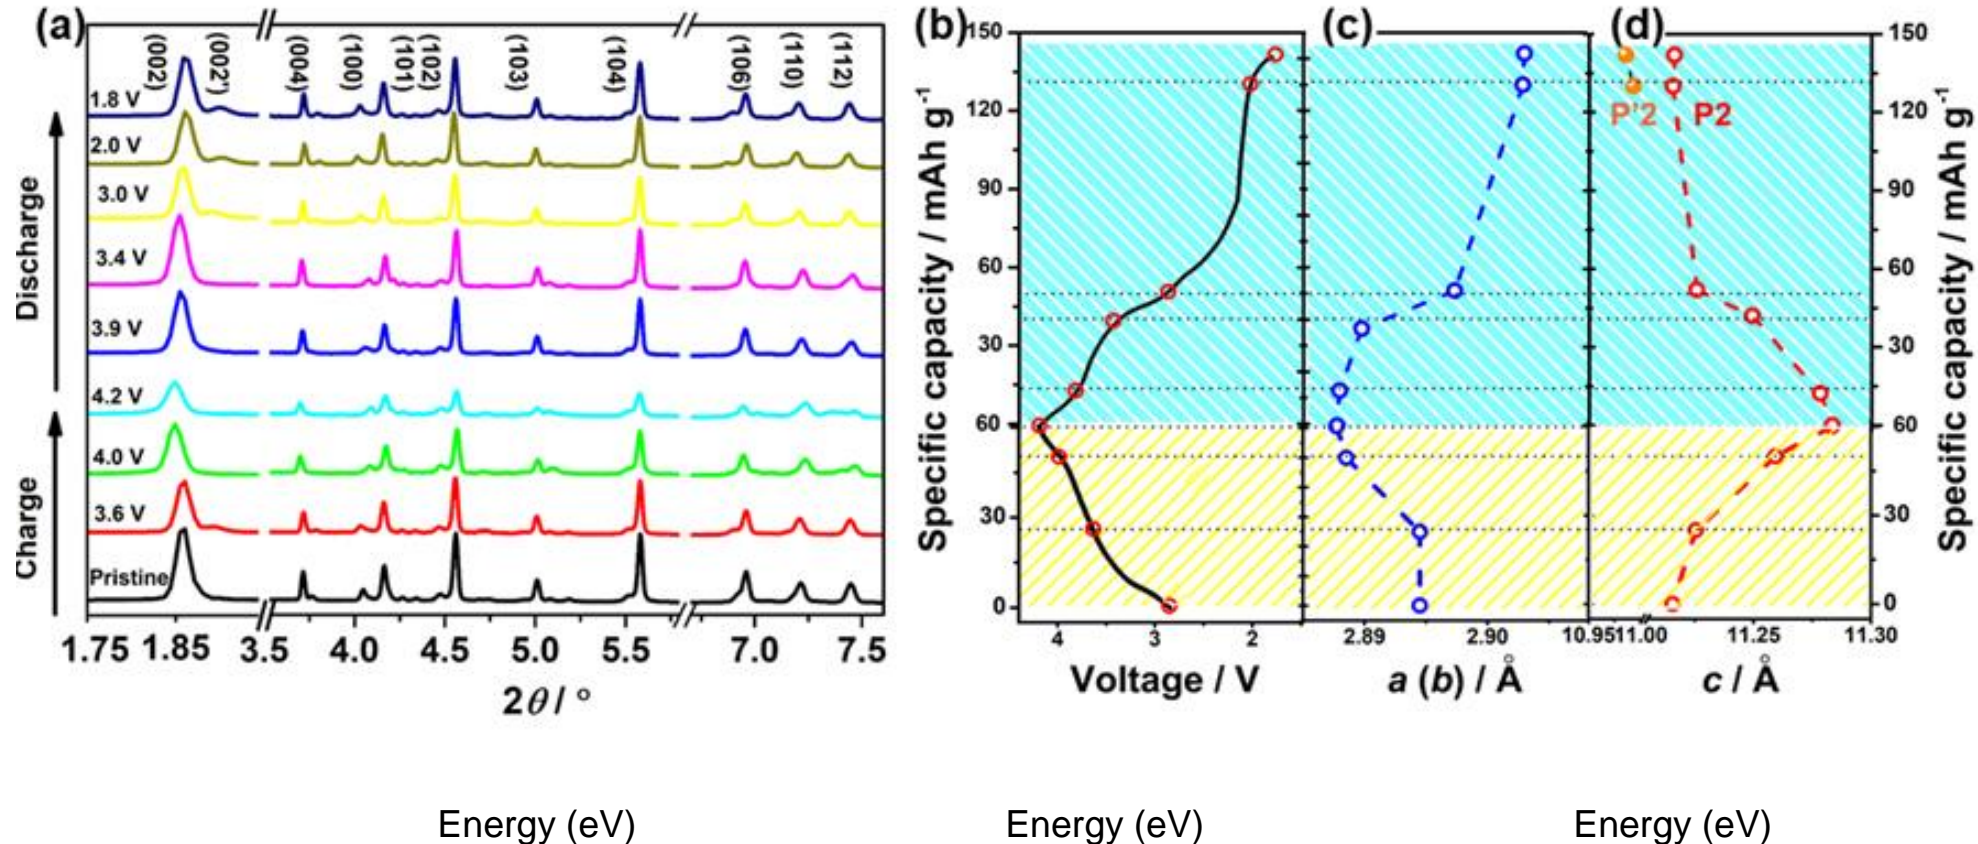 (a)
(002)
(002')
(004)
(100)
(101)
(102)
(103)
(104)
(106)
(110)
(112)
1.8 V
2.0 V
3.0 V
3.4 V
3.9 V
4.2 V
4.0 V
3.6 V
Pristine
Discharge
Charge
1.75 1.85 3.5 4.0 4.5 5.0 5.5 7.0 7.5
2θ / °
(b)
150
120
90
60
30
60
30
0
Specific capacity / mAh g⁻¹
4 3 2
Voltage / V
(c)
2.89 2.90
a (b) / Å
(d)
P'2 P2
10.95 11.00 11.25 11.30
c / Å
150
120
90
60
30
60
30
0
Specific capacity / mAh g⁻¹
Energy (eV) Energy (eV) Energy (eV)